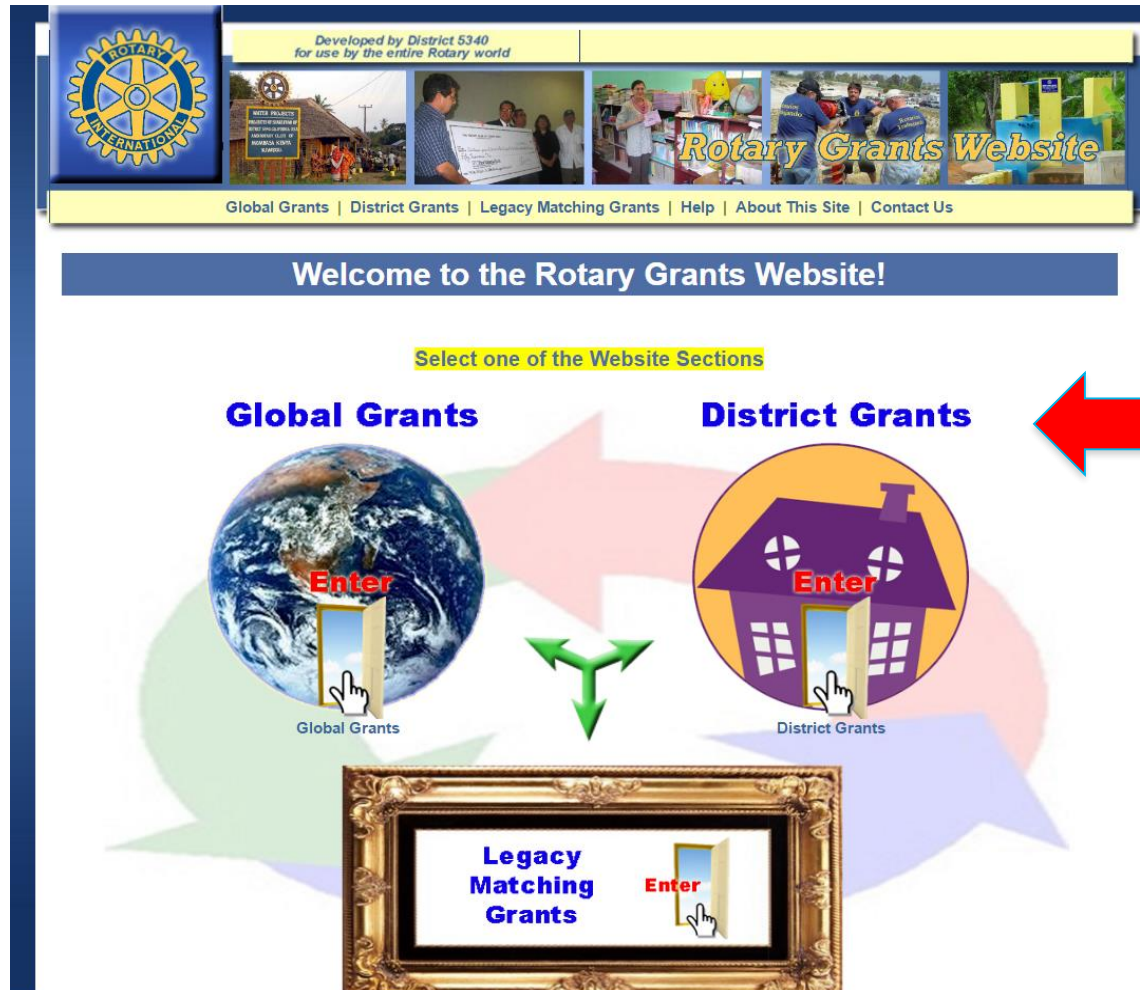 ROTARY
INTERNATIONAL
Developed by District 5340
for use by the entire Rotary world
WATER PROJECTS
Rotary Grants Website
Global Grants | District Grants | Legacy Matching Grants | Help | About This Site | Contact Us
Welcome to the Rotary Grants Website!
Select one of the Website Sections
Global Grants
District Grants
Enter
Enter
Global Grants
District Grants
Legacy
Matching
Grants
Enter